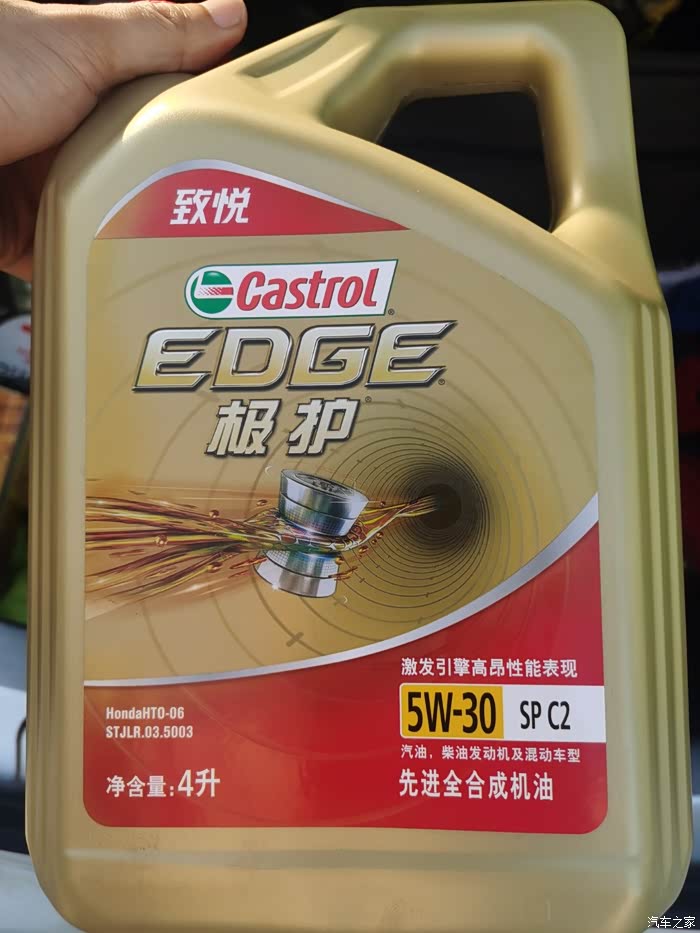 致悦
Castrol
EDGE
极护
激发引擎高昂性能表现
5W-30 SP C2
汽油，柴油发动机及混动车型
先进全合成机油
HondaHTO-06
STJLR.03.5003
净含量:4升
汽车之家